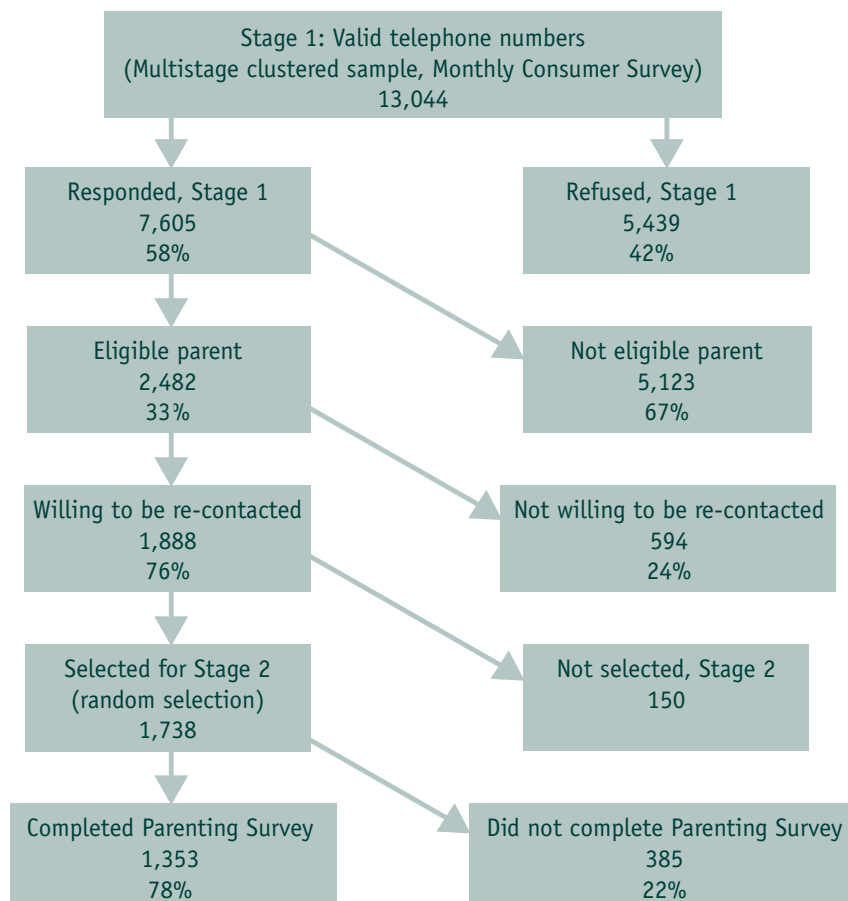 Stage 1: Valid telephone numbers
(Multistage clustered sample, Monthly Consumer Survey)
13,044
Responded, Stage 1
7,605
58%
Refused, Stage 1
5,439
42%
Eligible parent
2,482
33%
Not eligible parent
5,123
67%
Willing to be re-contacted
1,888
76%
Not willing to be re-contacted
594
24%
Selected for Stage 2
(random selection)
1,738
Not selected, Stage 2
150
Completed Parenting Survey
1,353
78%
Did not complete Parenting Survey
385
22%